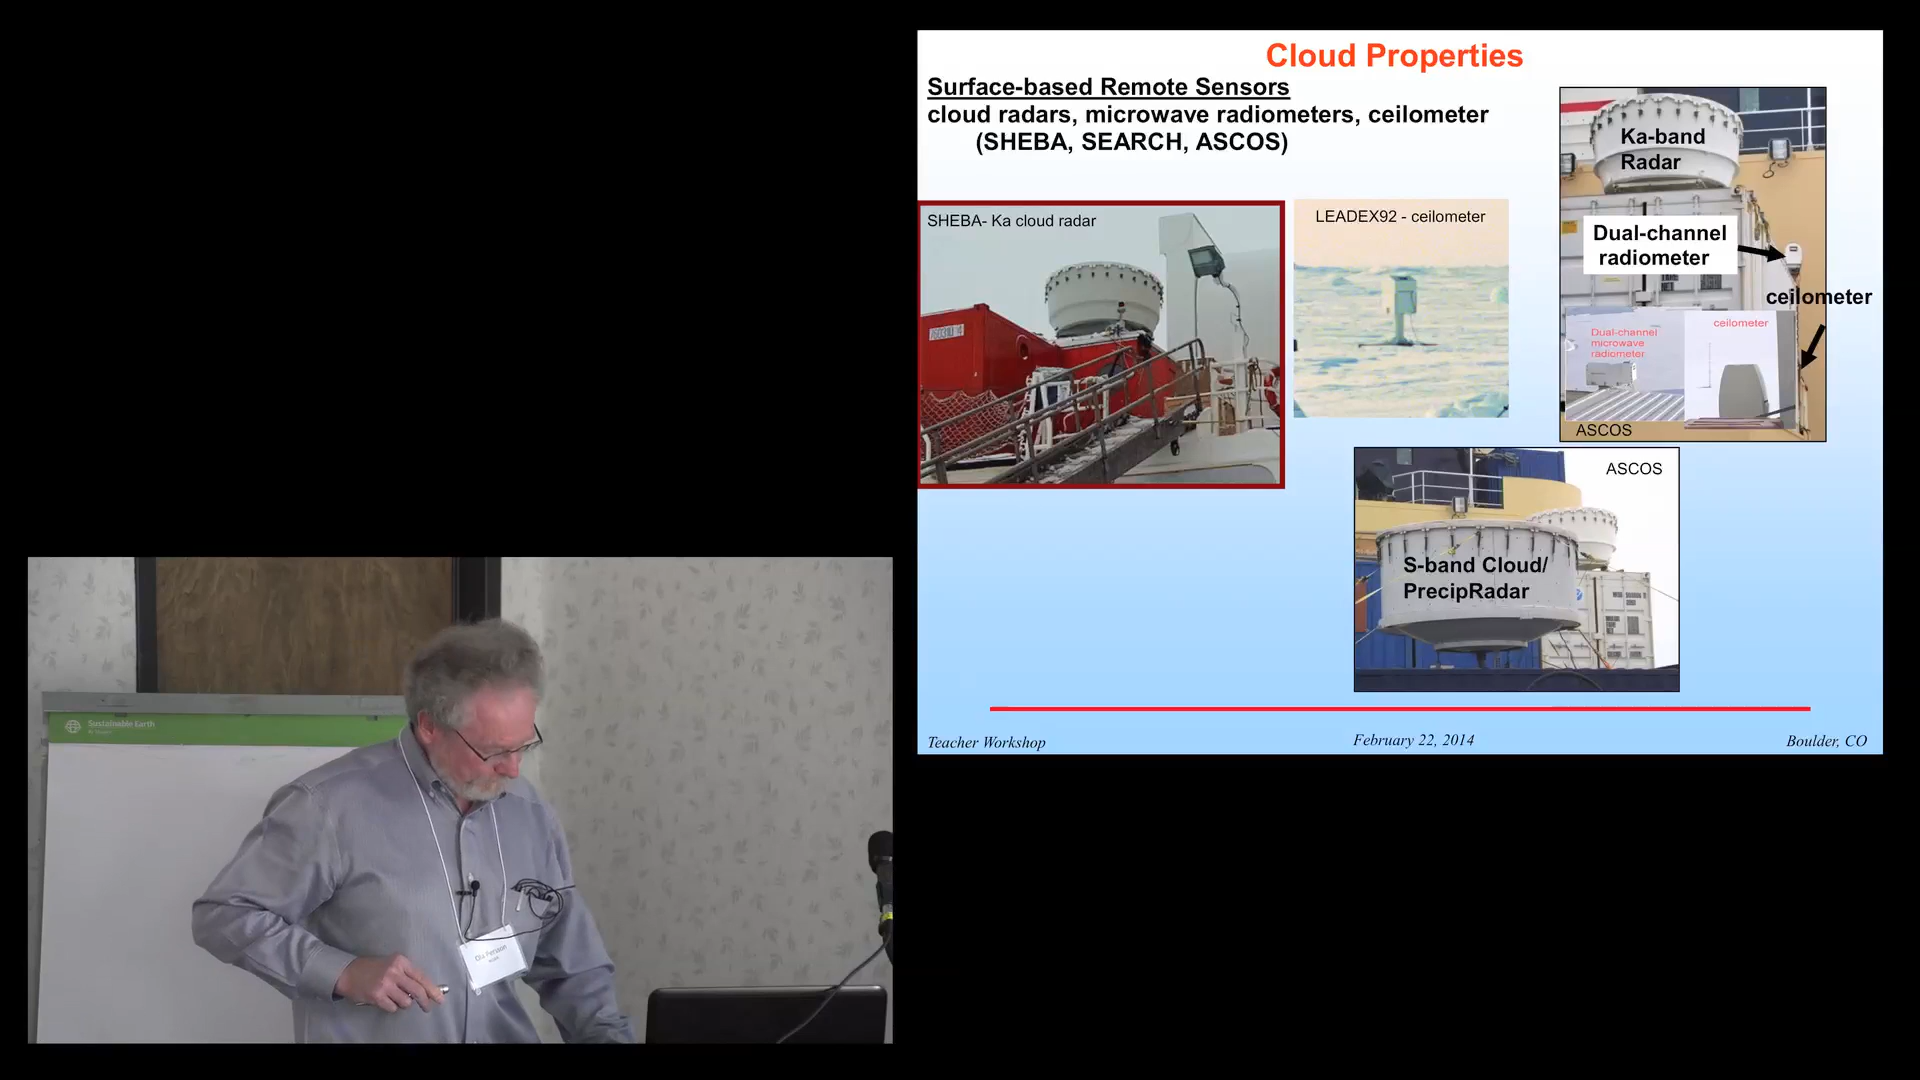 Cloud Properties
Surface-based Remote Sensors
cloud radars, microwave radiometers, ceilometer
(SHEBA, SEARCH, ASCOS)
SHEBA- Ka cloud radar
LEADEX92 - ceilometer
Ka-band
Radar
Dual-channel
radiometer
ceilometer
Dual-channel
microwave
radiometer
ceilometer
ASCOS
ASCOS
S-band Cloud/
PrecipRadar
Teacher Workshop
February 22, 2014
Boulder, CO
Sustainable Earth
Ola Persson